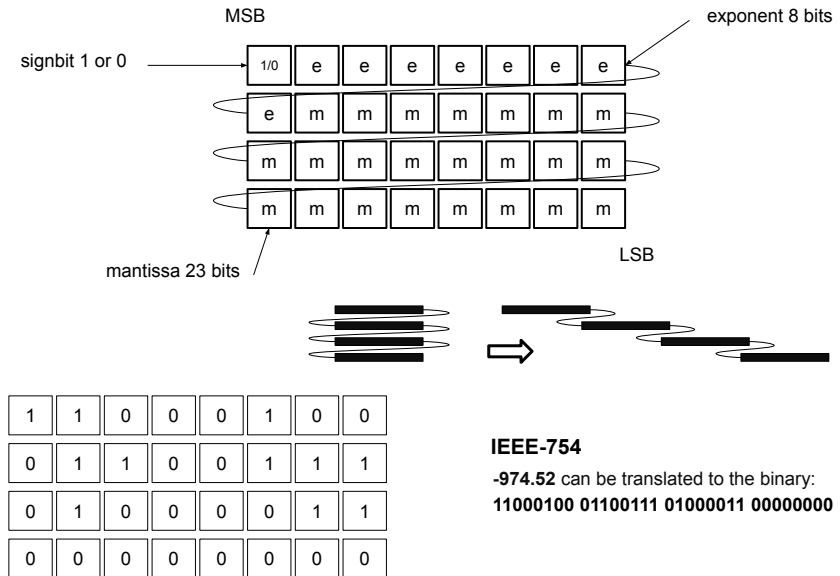 MSB
exponent 8 bits
signbit 1 or 0
1/0 e e e e e e e
e m m m m m m m
m m m m m m m m
m m m m m m m m
LSB
mantissa 23 bits
1 1 0 0 0 1 0 0
0 1 1 0 0 1 1 1
0 1 0 0 0 0 1 1
0 0 0 0 0 0 0 0
IEEE-754
-974.52 can be translated to the binary:
11000100 01100111 01000011 00000000